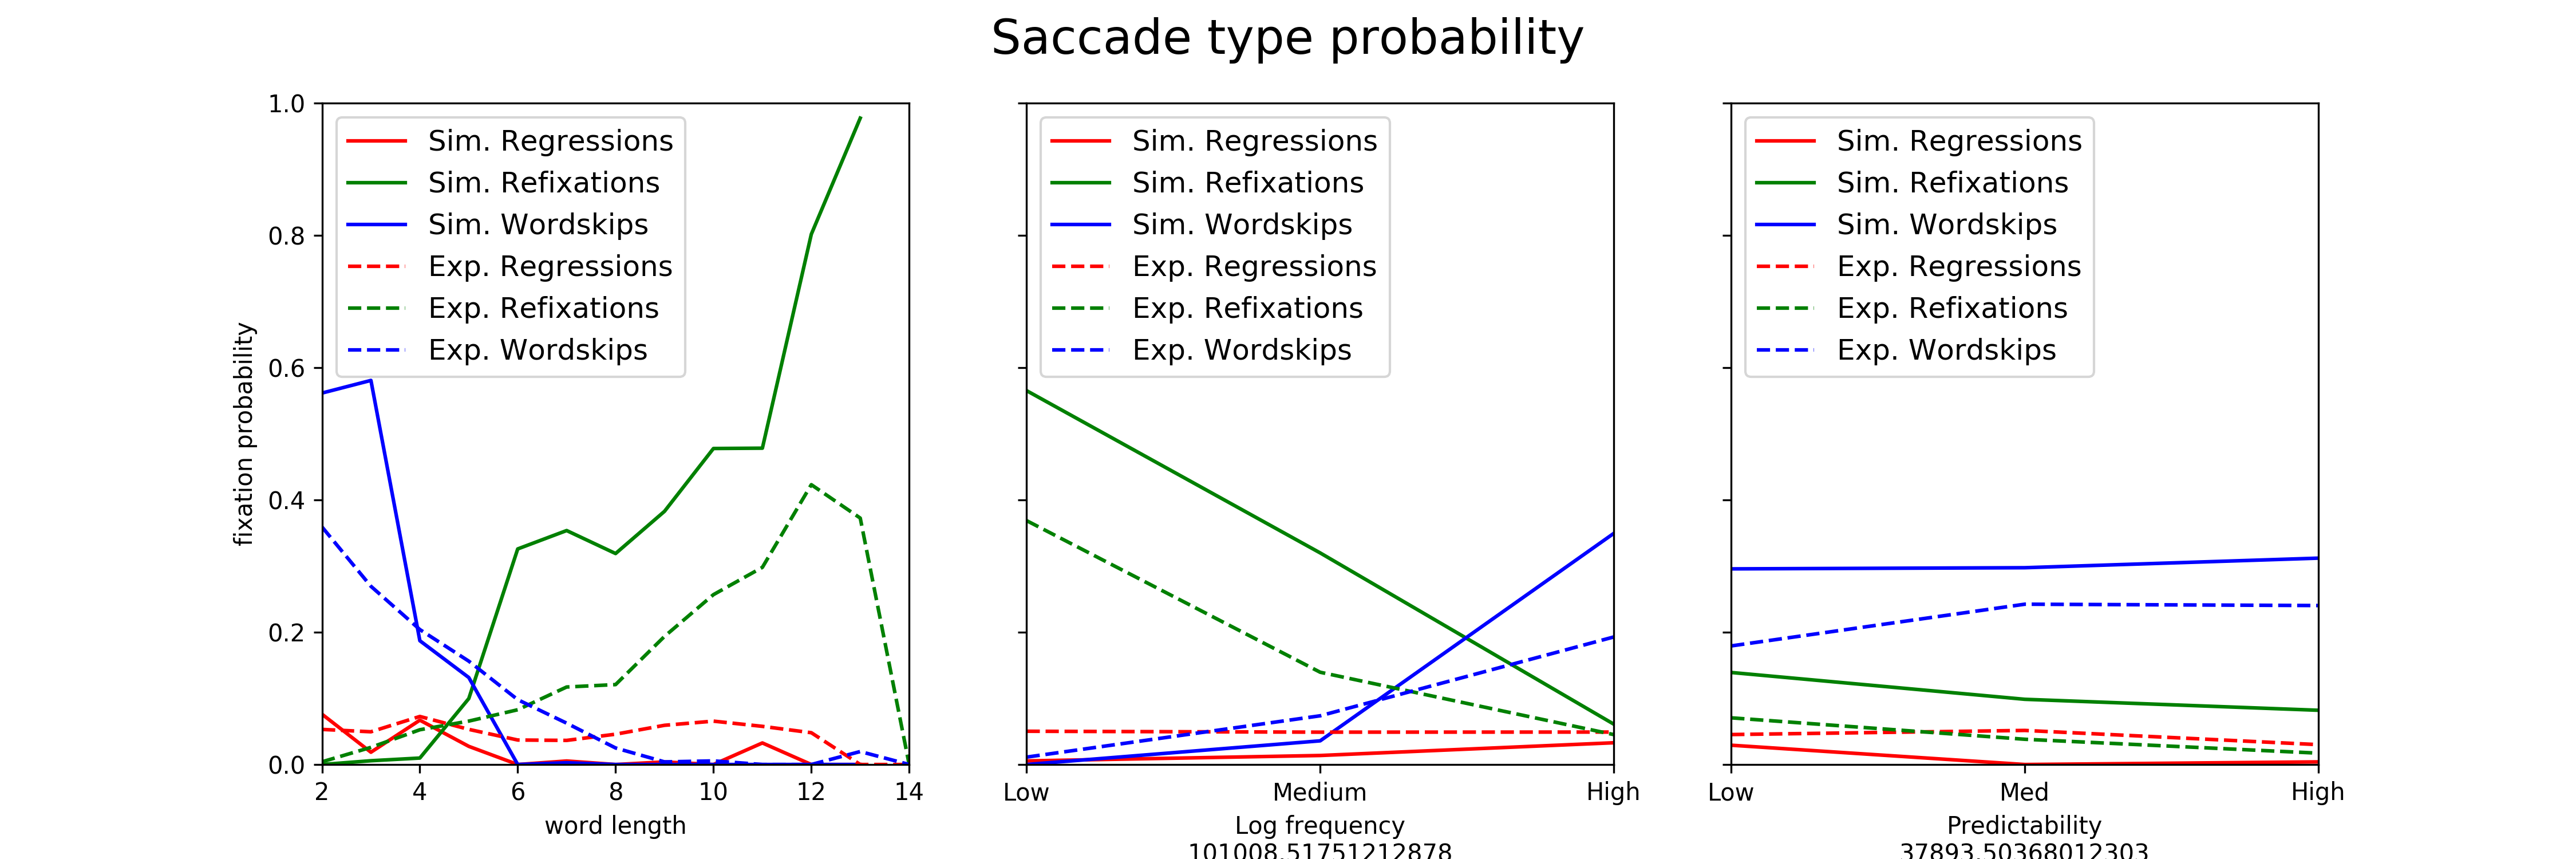 Saccade type probability
1.0
0.8
0.6
0.4
0.2
0.0
fixation probability
Sim. Regressions
Sim. Refixations
Sim. Wordskips
Exp. Regressions
Exp. Refixations
Exp. Wordskips
2 4 6 8 10 12 14
word length
Sim. Regressions
Sim. Refixations
Sim. Wordskips
Exp. Regressions
Exp. Refixations
Exp. Wordskips
Low Medium High
Log frequency
101008.51751212878
Sim. Regressions
Sim. Refixations
Sim. Wordskips
Exp. Regressions
Exp. Refixations
Exp. Wordskips
Low Med High
Predictability
37893.50368012303